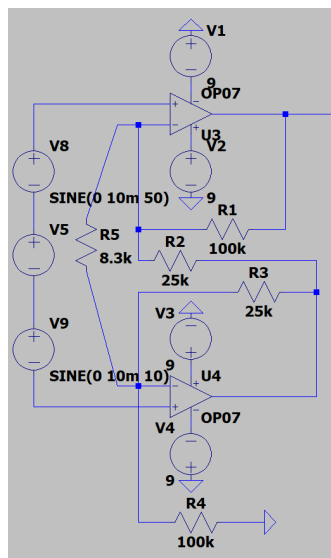 V1
9
OP07
+
−
U3
V2
V8
9
SINE(0 10m 50)
R1
100k
V5
R5
8.3k
R2
25k
R3
25k
V3
V9
9
SINE(0 10m 10)
U4
−
+
OP07
V4
9
R4
100k